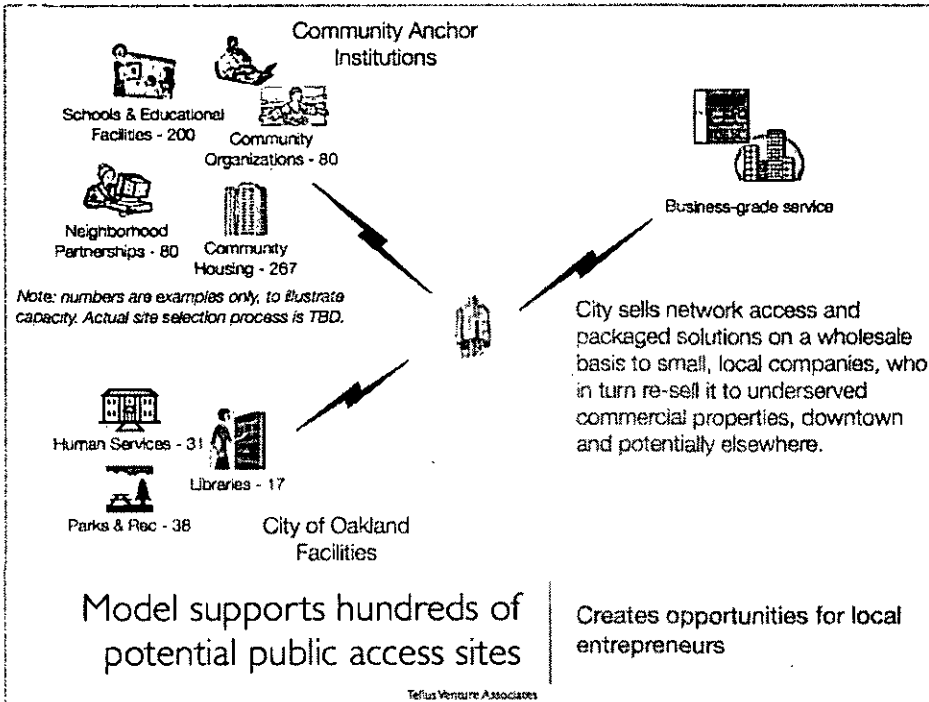 Community Anchor
Institutions
Schools & Educational
Facilities - 200
Community
Organizations - 80
Neighborhood
Partnerships - 80
Community
Housing - 267
Note: numbers are examples only, to illustrate
capacity. Actual site selection process is TBD.
Business-grade service
City sells network access and
packaged solutions on a wholesale
basis to small, local companies, who
in turn re-sell it to underserved
commercial properties, downtown
and potentially elsewhere.
Human Services - 31
Libraries - 17
Parks & Rec - 38
City of Oakland
Facilities
Model supports hundreds of
potential public access sites
Creates opportunities for local
entrepreneurs
Tellus Venture Associates